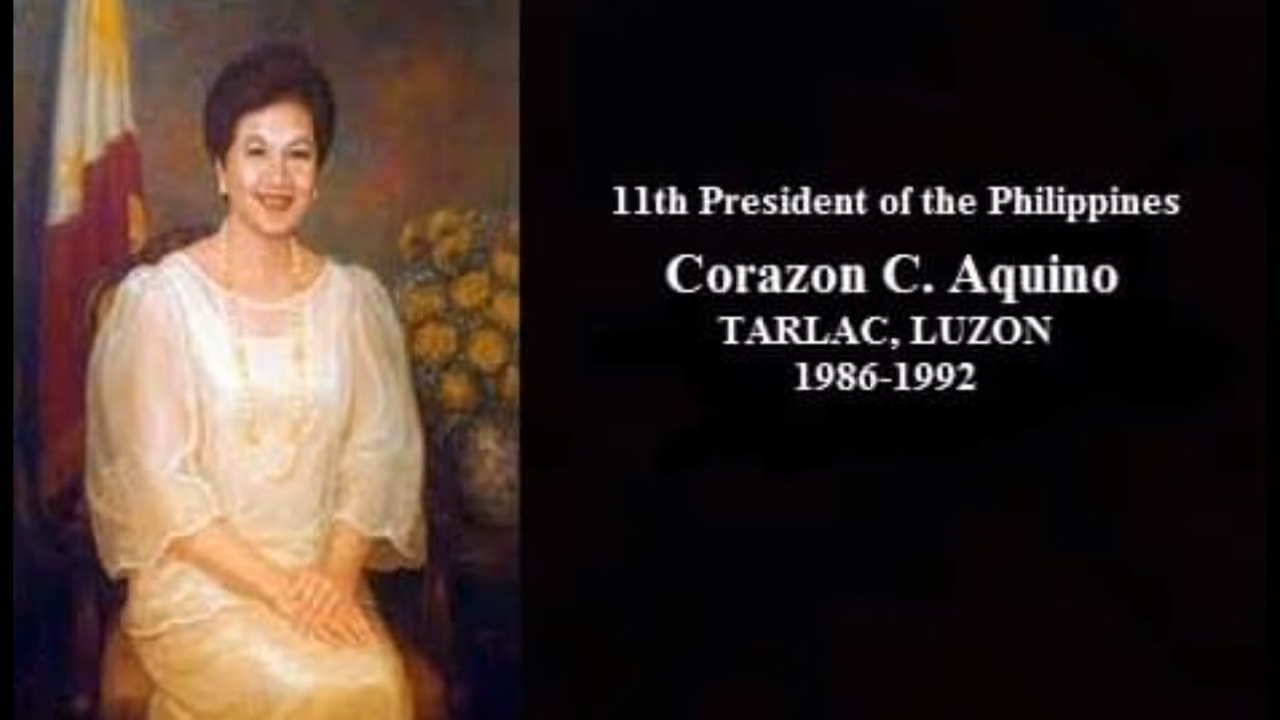 11th President of the Philippines
Corazon C. Aquino
TARLAC, LUZON
1986-1992